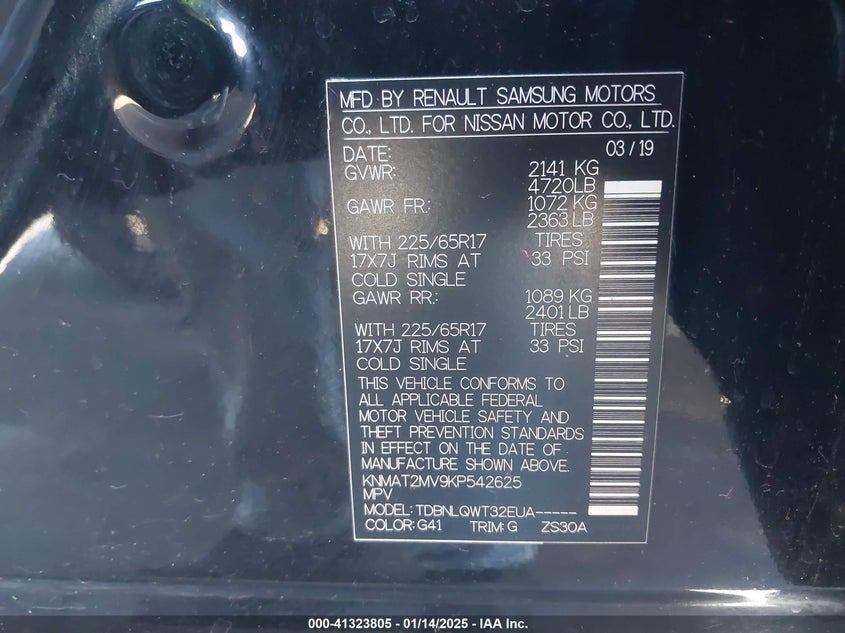 MFD BY RENAULT SAMSUNG MOTORS
CO., LTD. FOR NISSAN MOTOR CO., LTD.
DATE: 03/19
GVWR: 2141 KG
4720LB
GAWR FR.: 1072 KG
2363 LB
WITH 225/65R17 TIRES
17X7J RIMS AT 33 PSI
COLD SINGLE
GAWR RR.: 1089 KG
2401 LB
WITH 225/65R17 TIRES
17X7J RIMS AT 33 PSI
COLD SINGLE
THIS VEHICLE CONFORMS TO
ALL APPLICABLE FEDERAL
MOTOR VEHICLE SAFETY AND
THEFT PREVENTION STANDARDS
IN EFFECT ON THE DATE OF
MANUFACTURE SHOWN ABOVE.
KNMAT2MV9KP542625
MPV
MODEL: TDBNLQWT32EUA-----
COLOR: G41 TRIM: G ZS30A
000-41323805 / 01/14/2025 - IAA Inc.